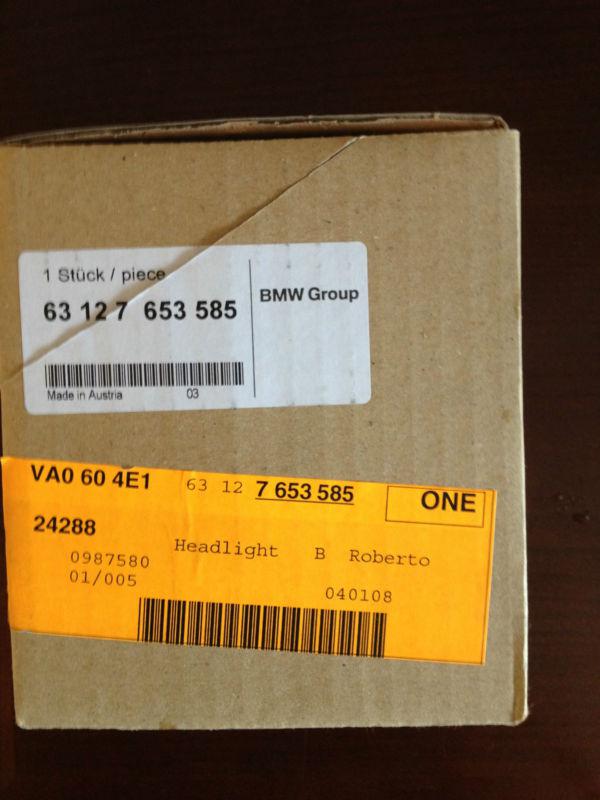 1 Stück / piece
63 12 7 653 585
BMW Group
Made in Austria 03
VA0 60 4E1 63 12 7 653 585 ONE
24288
Headlight B Roberto
0987580
01/005
040108